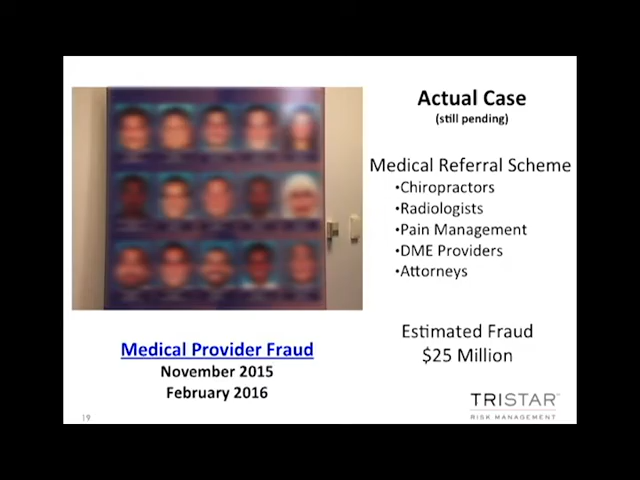 Actual Case
(still pending)
Medical Referral Scheme
•Chiropractors
•Radiologists
•Pain Management
•DME Providers
•Attorneys
Estimated Fraud
$25 Million
Medical Provider Fraud
November 2015
February 2016
TRISTAR™
RISK MANAGEMENT
19